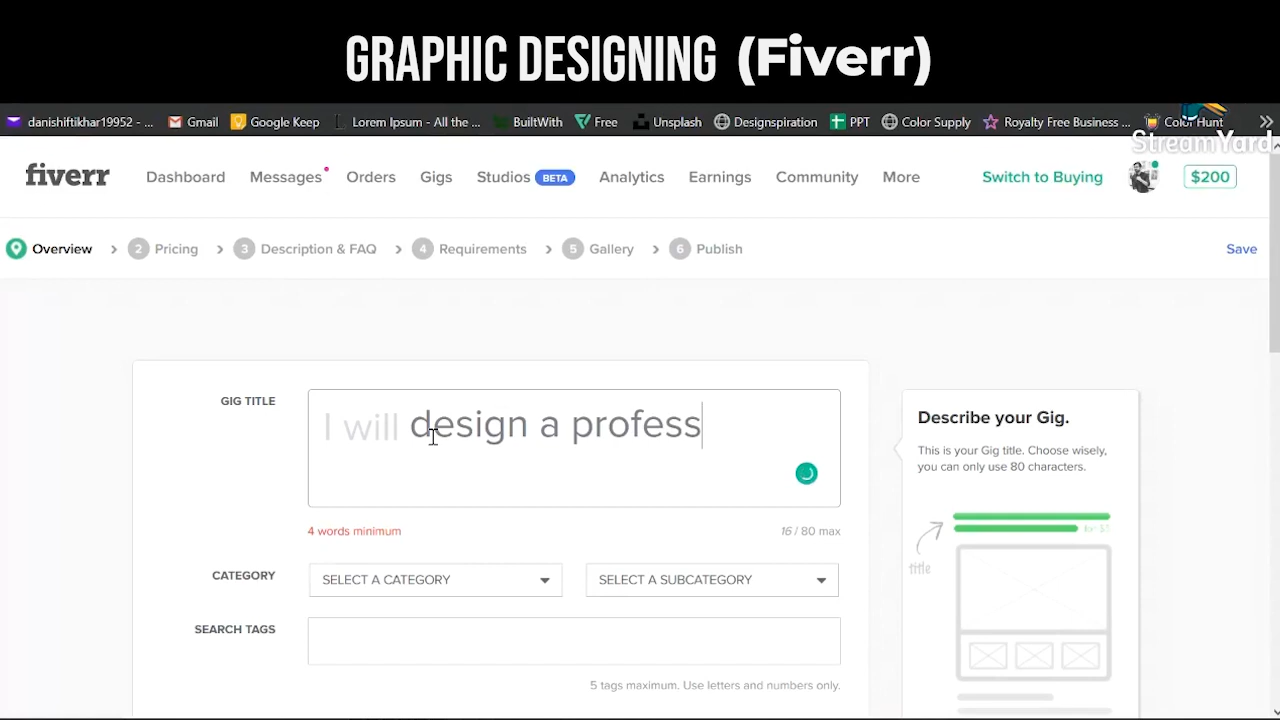 GRAPHIC DESIGNING (Fiverr)
danishiftikhar19952 - ... Gmail Google Keep Lorem Ipsum - All the ... BuiltWith Free Unsplash Designspiration PPT Color Supply Royalty Free Business ... Color Hunt
StreamYard
fiverr Dashboard Messages Orders Gigs Studios BETA Analytics Earnings Community More Switch to Buying $200
Overview 2 Pricing 3 Description & FAQ 4 Requirements 5 Gallery 6 Publish Save
GIG TITLE
I will design a profess
4 words minimum 16 / 80 max
CATEGORY SELECT A CATEGORY SELECT A SUBCATEGORY
SEARCH TAGS
5 tags maximum. Use letters and numbers only.
Describe your Gig.
This is your Gig title. Choose wisely,
you can only use 80 characters.
title